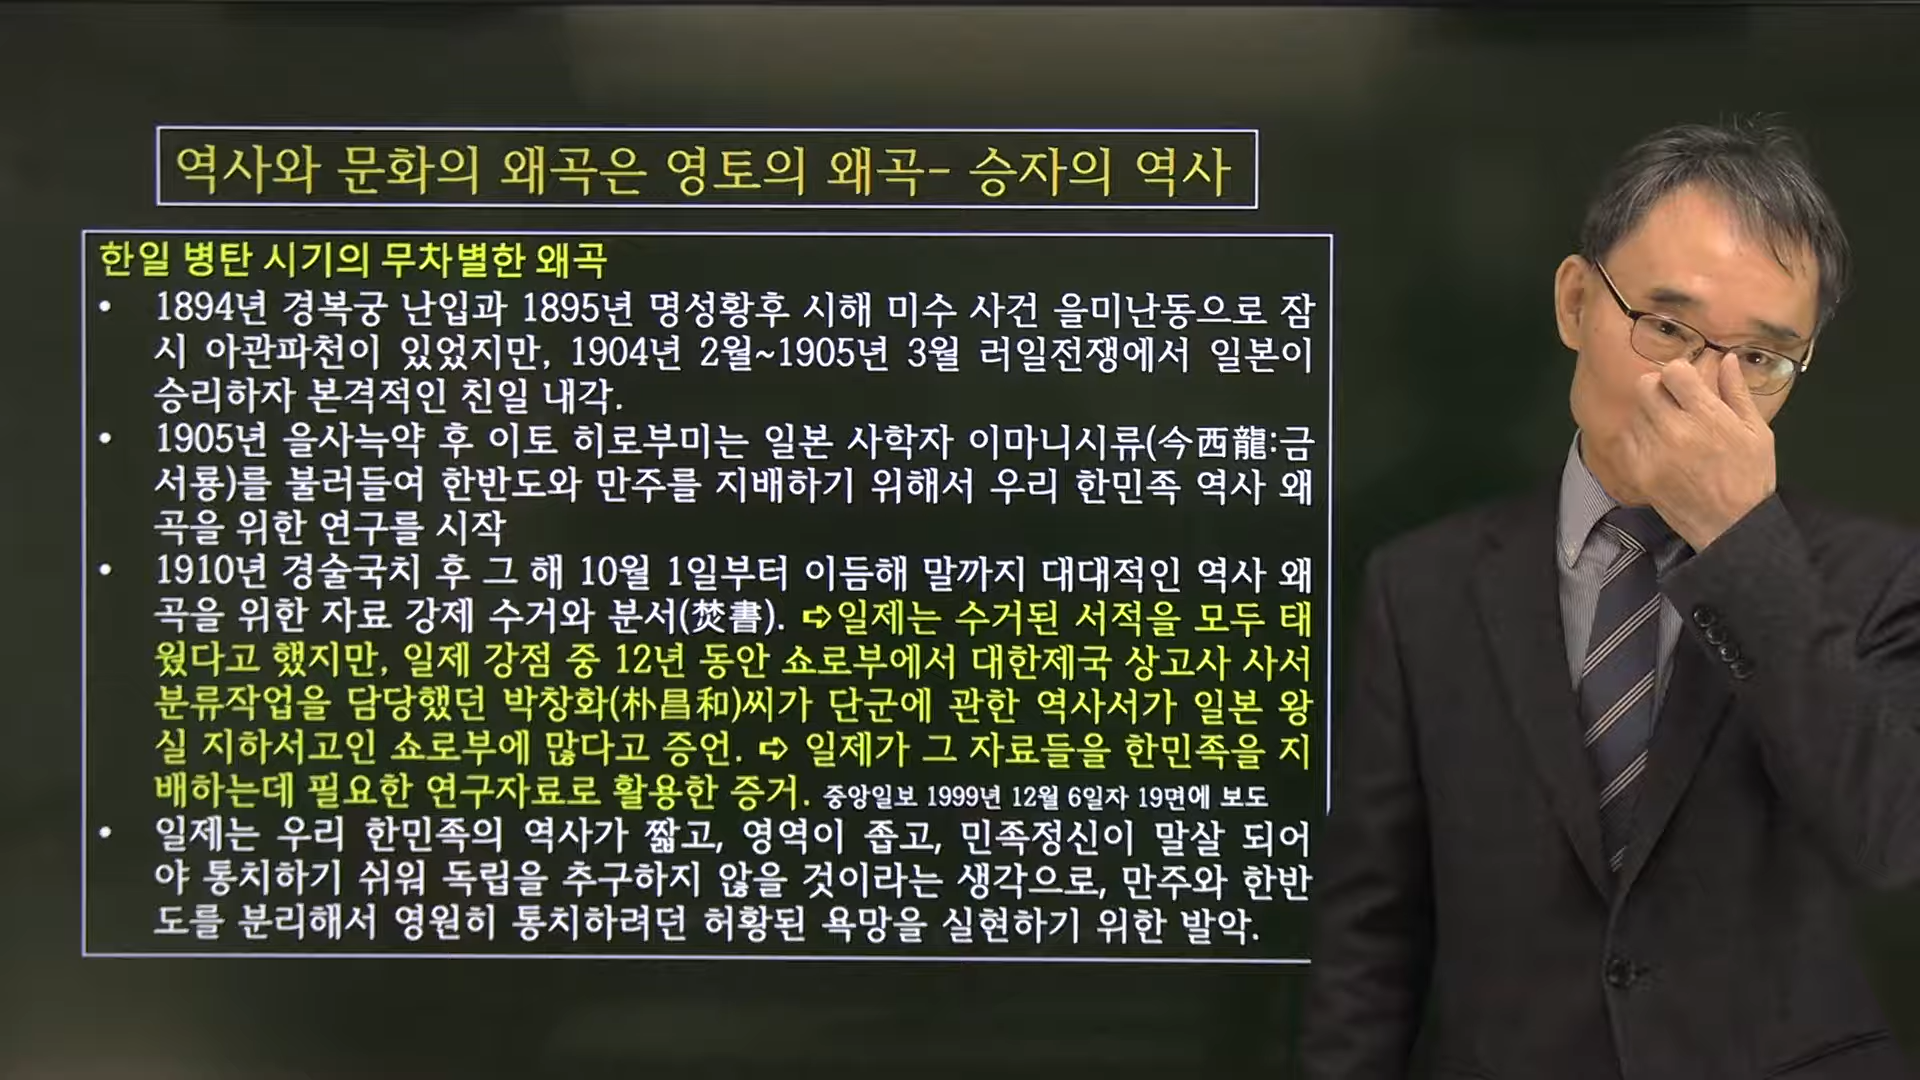 역사와 문화의 왜곡은 영토의 왜곡- 승자의 역사
한일 병탄 시기의 무차별한 왜곡
• 1894년 경복궁 난입과 1895년 명성황후 시해 미수 사건 을미난동으로 잠
시 아관파천이 있었지만, 1904년 2월~1905년 3월 러일전쟁에서 일본이
승리하자 본격적인 친일 내각.
• 1905년 을사늑약 후 이토 히로부미는 일본 사학자 이마니시류(今西龍:금
서룡)를 불러들여 한반도와 만주를 지배하기 위해서 우리 한민족 역사 왜
곡을 위한 연구를 시작
• 1910년 경술국치 후 그 해 10월 1일부터 이듬해 말까지 대대적인 역사 왜
곡을 위한 자료 강제 수거와 분서(焚書). ➪일제는 수거된 서적을 모두 태
웠다고 했지만, 일제 강점 중 12년 동안 쇼로부에서 대한제국 상고사 사서
분류작업을 담당했던 박창화(朴昌和)씨가 단군에 관한 역사서가 일본 왕
실 지하서고인 쇼로부에 많다고 증언. ➪ 일제가 그 자료들을 한민족을 지
배하는데 필요한 연구자료로 활용한 증거. 중앙일보 1999년 12월 6일자 19면에 보도
• 일제는 우리 한민족의 역사가 짧고, 영역이 좁고, 민족정신이 말살 되어
야 통치하기 쉬워 독립을 추구하지 않을 것이라는 생각으로, 만주와 한반
도를 분리해서 영원히 통치하려던 허황된 욕망을 실현하기 위한 발악.